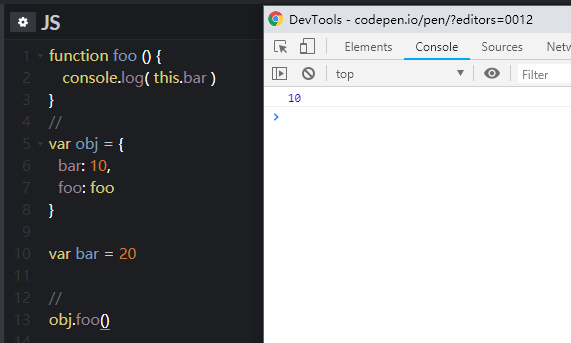 JS
1 function foo () {
2 console.log( this.bar )
3 }
4 //
5 var obj = {
6 bar: 10,
7 foo: foo
8 }
9
10 var bar = 20
11
12 //
13 obj.foo()
14
DevTools - codepen.io/pen/?editors=0012
Elements Console Sources Netw
top Filter
10
>